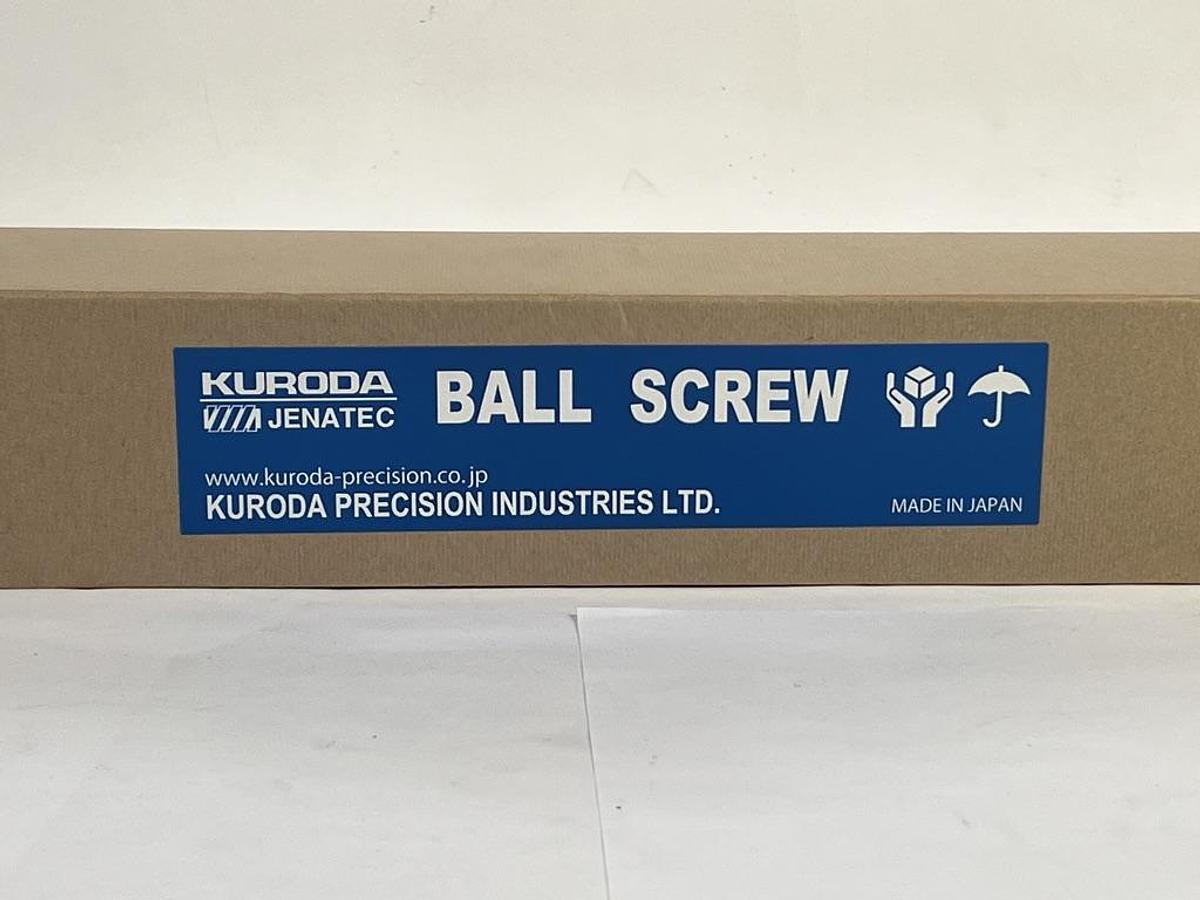 KURODA
JENATEC
BALL SCREW
www.kuroda-precision.co.jp
KURODA PRECISION INDUSTRIES LTD.
MADE IN JAPAN